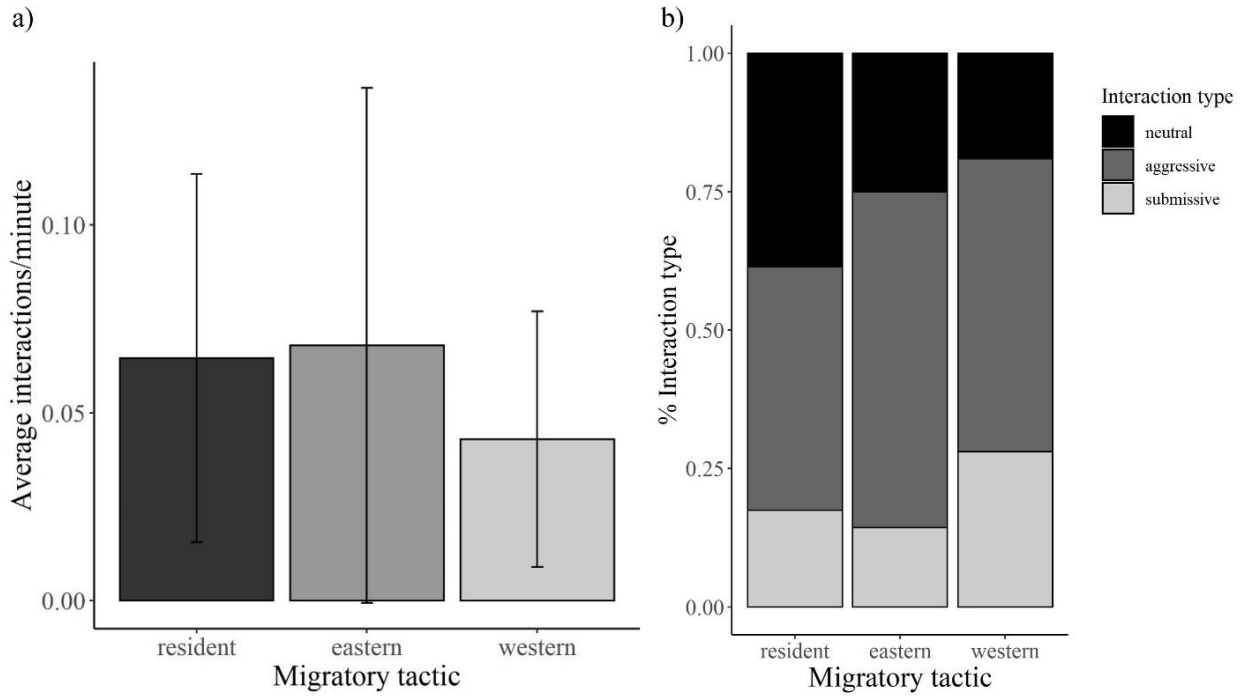 a)
Average interactions/minute
0.10
0.05
0.00
resident eastern western
Migratory tactic
b)
% Interaction type
1.00
0.75
0.50
0.25
0.00
resident eastern western
Migratory tactic
Interaction type
neutral
aggressive
submissive